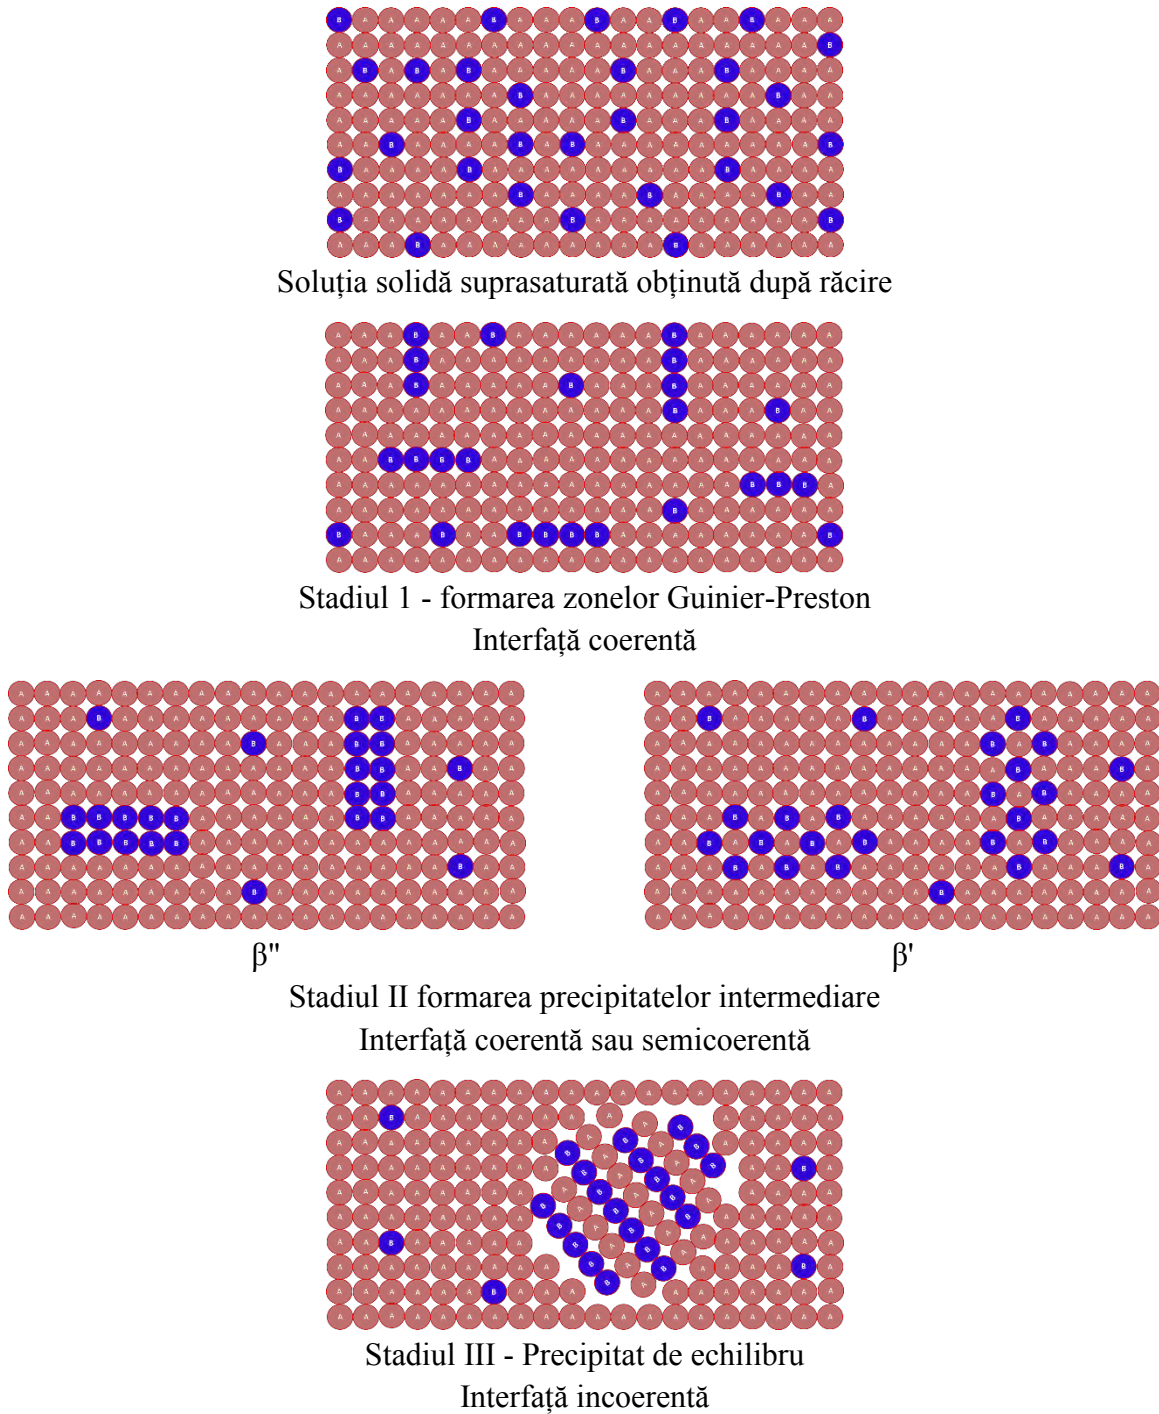 Soluția solidă suprasaturată obținută după răcire
Stadiul 1 - formarea zonelor Guinier-Preston
Interfață coerentă
β"
β'
Stadiul II formarea precipitatelor intermediare
Interfață coerentă sau semicoerentă
Stadiul III - Precipitat de echilibru
Interfață incoerentă